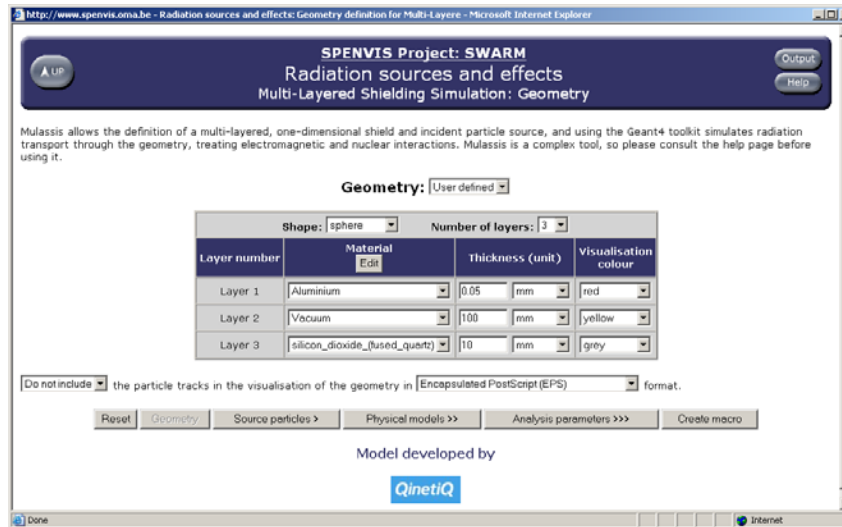 http://www.spenvis.oma.be - Radiation sources and effects: Geometry definition for Multi-Layere - Microsoft Internet Explorer
UP
SPENVIS Project: SWARM
Radiation sources and effects
Multi-Layered Shielding Simulation: Geometry
Output
Help
Mulassis allows the definition of a multi-layered, one-dimensional shield and incident particle source, and using the Geant4 toolkit simulates radiation
transport through the geometry, treating electromagnetic and nuclear interactions. Mulassis is a complex tool, so please consult the help page before
using it.
Geometry: User defined
Shape: sphere Number of layers: 3
Layer number Material Edit Thickness (unit) Visualisation colour
Layer 1 Aluminium 0.05 mm red
Layer 2 Vacuum 100 mm yellow
Layer 3 silicon_dioxide_(fused_quartz) 10 mm grey
Do not include the particle tracks in the visualisation of the geometry in Encapsulated PostScript (EPS) format.
Reset Geometry Source particles > Physical models >> Analysis parameters >>> Create macro
Model developed by
QinetiQ
Done Internet